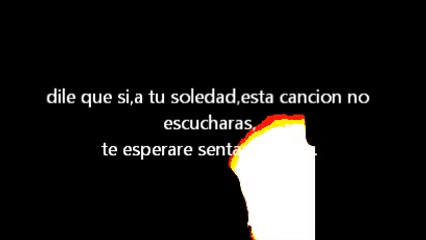 dile que si,a tu soledad,esta cancion no
escucharas,
te esperare